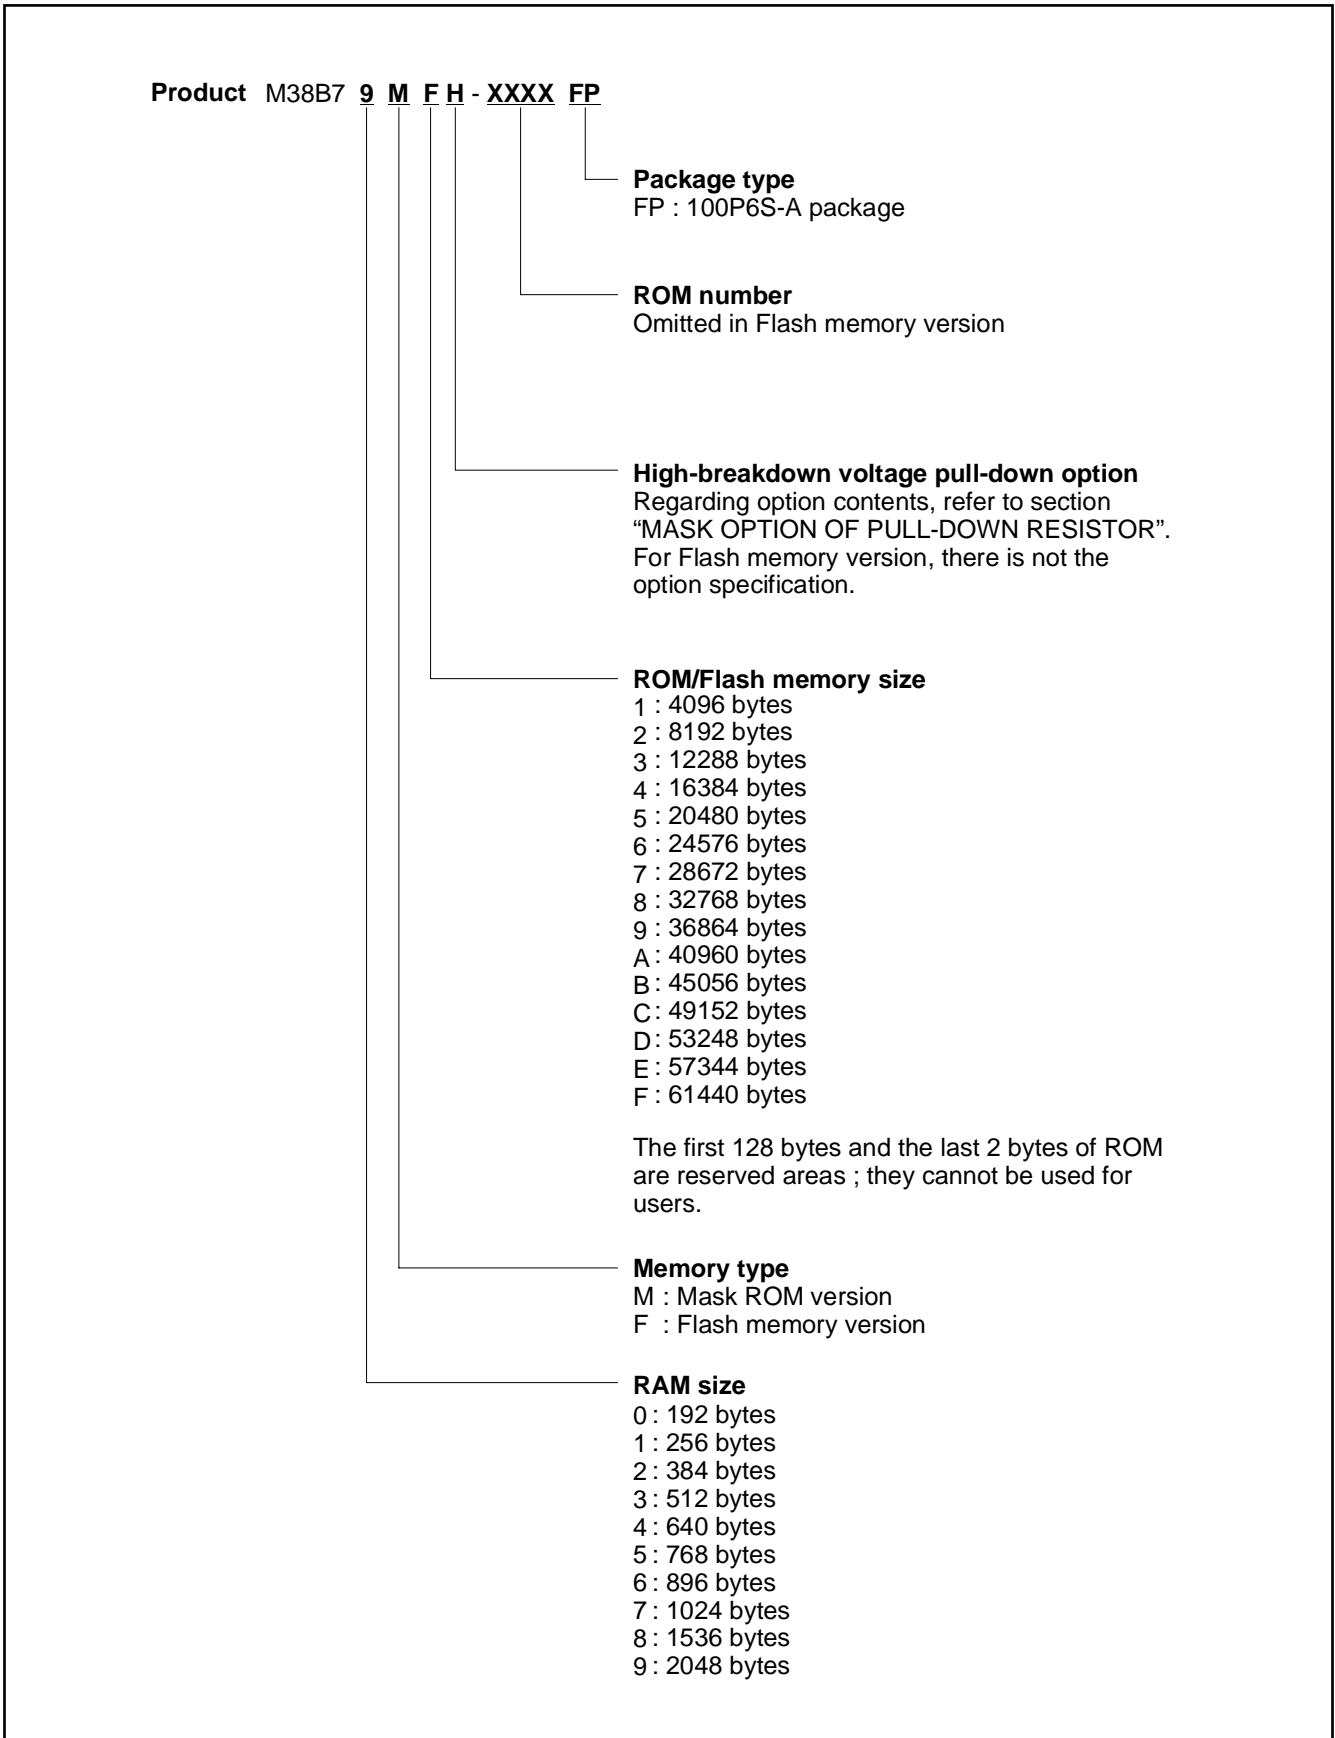 Product M38B7 9 M F H - XXXX FP
Package type
FP : 100P6S-A package
ROM number
Omitted in Flash memory version
High-breakdown voltage pull-down option
Regarding option contents, refer to section
“MASK OPTION OF PULL-DOWN RESISTOR”.
For Flash memory version, there is not the
option specification.
ROM/Flash memory size
1 : 4096 bytes
2 : 8192 bytes
3 : 12288 bytes
4 : 16384 bytes
5 : 20480 bytes
6 : 24576 bytes
7 : 28672 bytes
8 : 32768 bytes
9 : 36864 bytes
A : 40960 bytes
B : 45056 bytes
C : 49152 bytes
D : 53248 bytes
E : 57344 bytes
F : 61440 bytes
The first 128 bytes and the last 2 bytes of ROM
are reserved areas ; they cannot be used for
users.
Memory type
M : Mask ROM version
F : Flash memory version
RAM size
0 : 192 bytes
1 : 256 bytes
2 : 384 bytes
3 : 512 bytes
4 : 640 bytes
5 : 768 bytes
6 : 896 bytes
7 : 1024 bytes
8 : 1536 bytes
9 : 2048 bytes